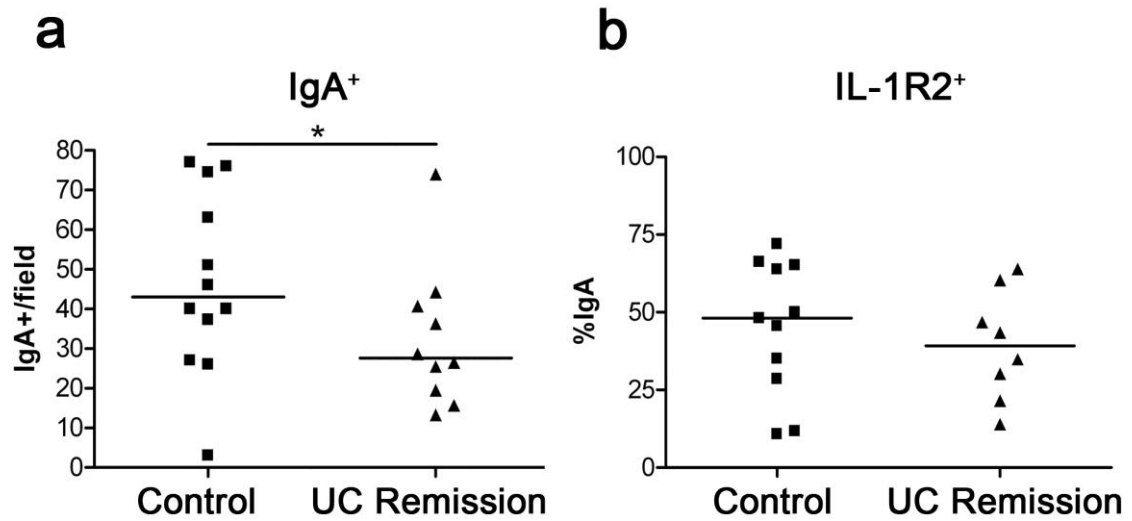 a
IgA⁺
*
80
70
60
50
40
30
20
10
0
IgA+/field
Control
UC Remission
b
IL-1R2⁺
100
75
50
25
0
%IgA
Control
UC Remission